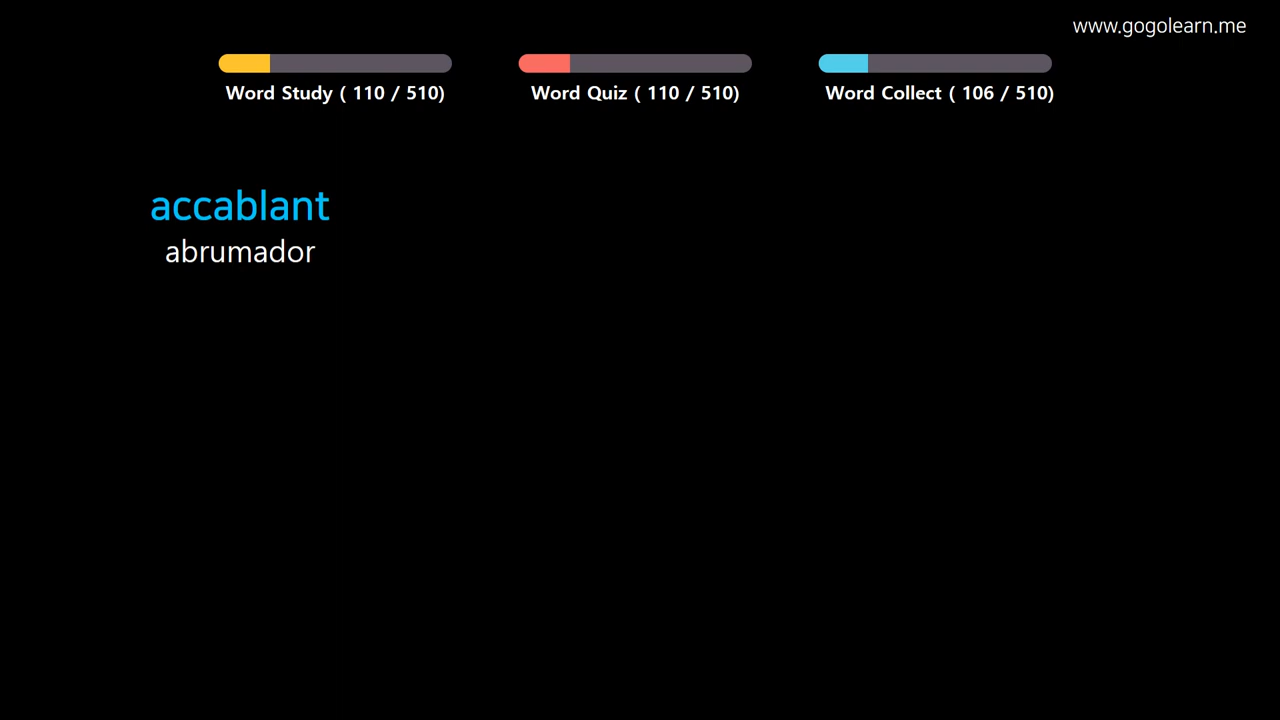 www.gogolearn.me
Word Study ( 110 / 510)
Word Quiz ( 110 / 510)
Word Collect ( 106 / 510)
accablant
abrumador